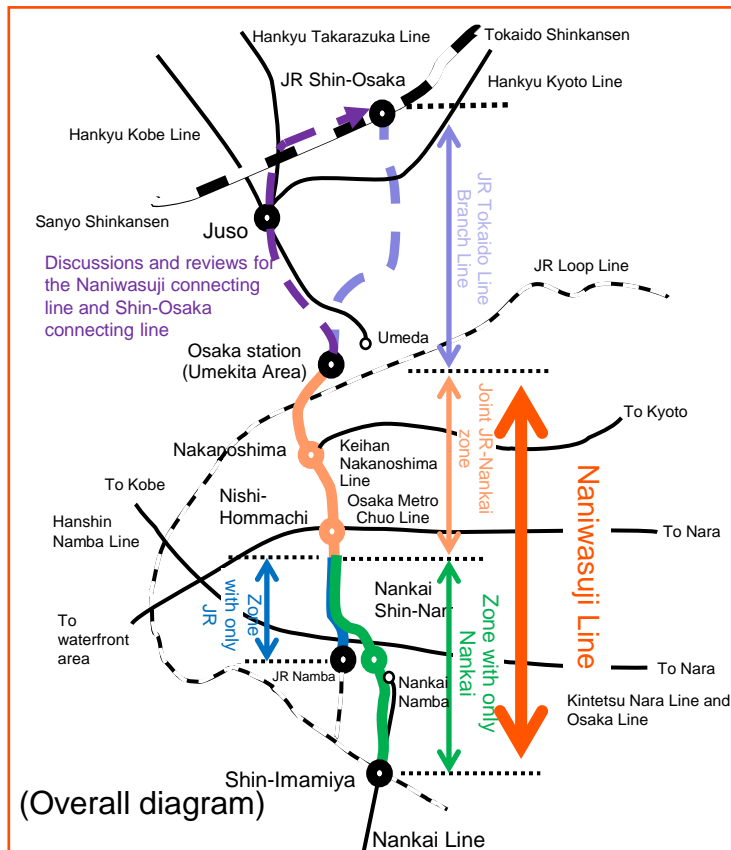 Hankyu Takarazuka Line
Tokaido Shinkansen
JR Shin-Osaka
Hankyu Kyoto Line
Hankyu Kobe Line
Sanyo Shinkansen
Juso
JR Tokaido Line
Branch Line
Discussions and reviews for
the Naniwasuji connecting
line and Shin-Osaka
connecting line
JR Loop Line
Umeda
Osaka station
(Umekita Area)
Joint JR-Nankai
zone
To Kyoto
Nakanoshima
Keihan
Nakanoshima
Line
To Kobe
Nishi-
Hommachi
Osaka Metro
Chuo Line
Hanshin
Namba Line
To Nara
Naniwasuji Line
Zone
with only
JR
Nankai
Zone with only
Nankai
To
waterfront
area
JR Namba
To Nara
Nankai
Namba
Kintetsu Nara Line and
Osaka Line
Shin-Imamiya
(Overall diagram)
Nankai Line